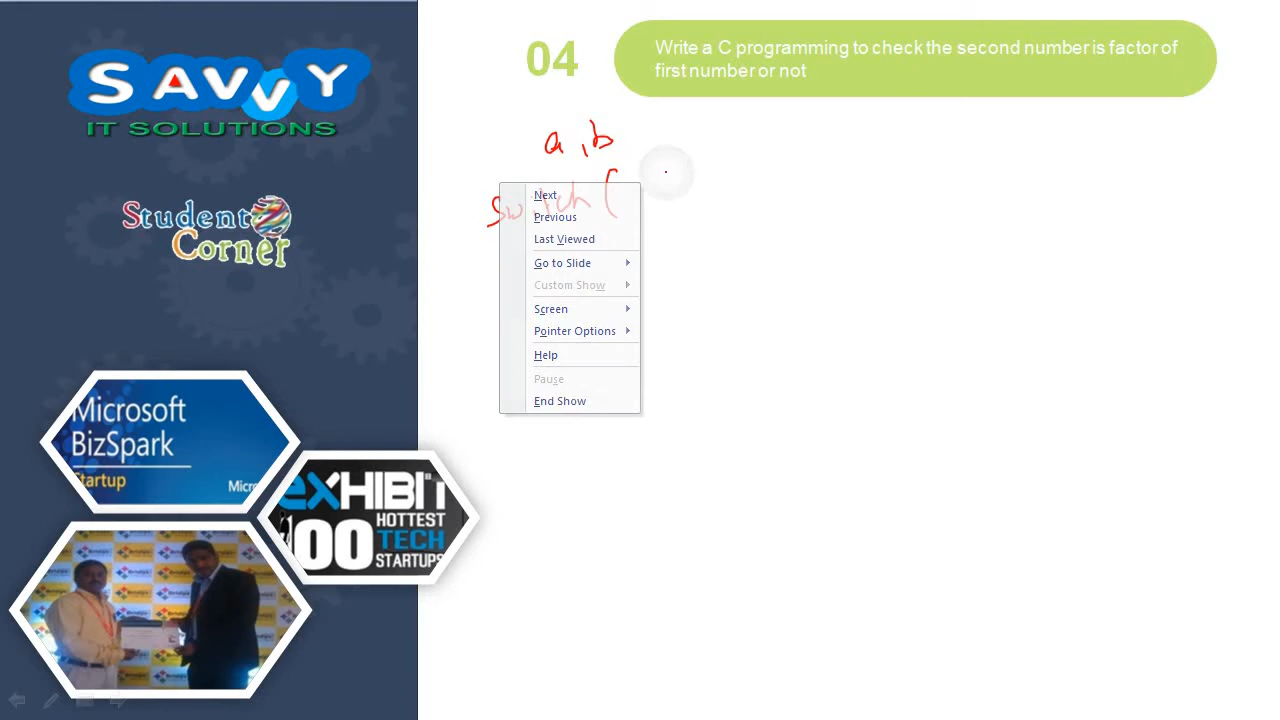 SAVVY
IT SOLUTIONS
Student
Corner
Microsoft
BizSpark
Startup
Micro
eXHIBIT
100
HOTTEST
TECH
STARTUPS
04
Write a C programming to check the second number is factor of
first number or not
a , b
switch (
Next
Previous
Last Viewed
Go to Slide
Custom Show
Screen
Pointer Options
Help
Pause
End Show